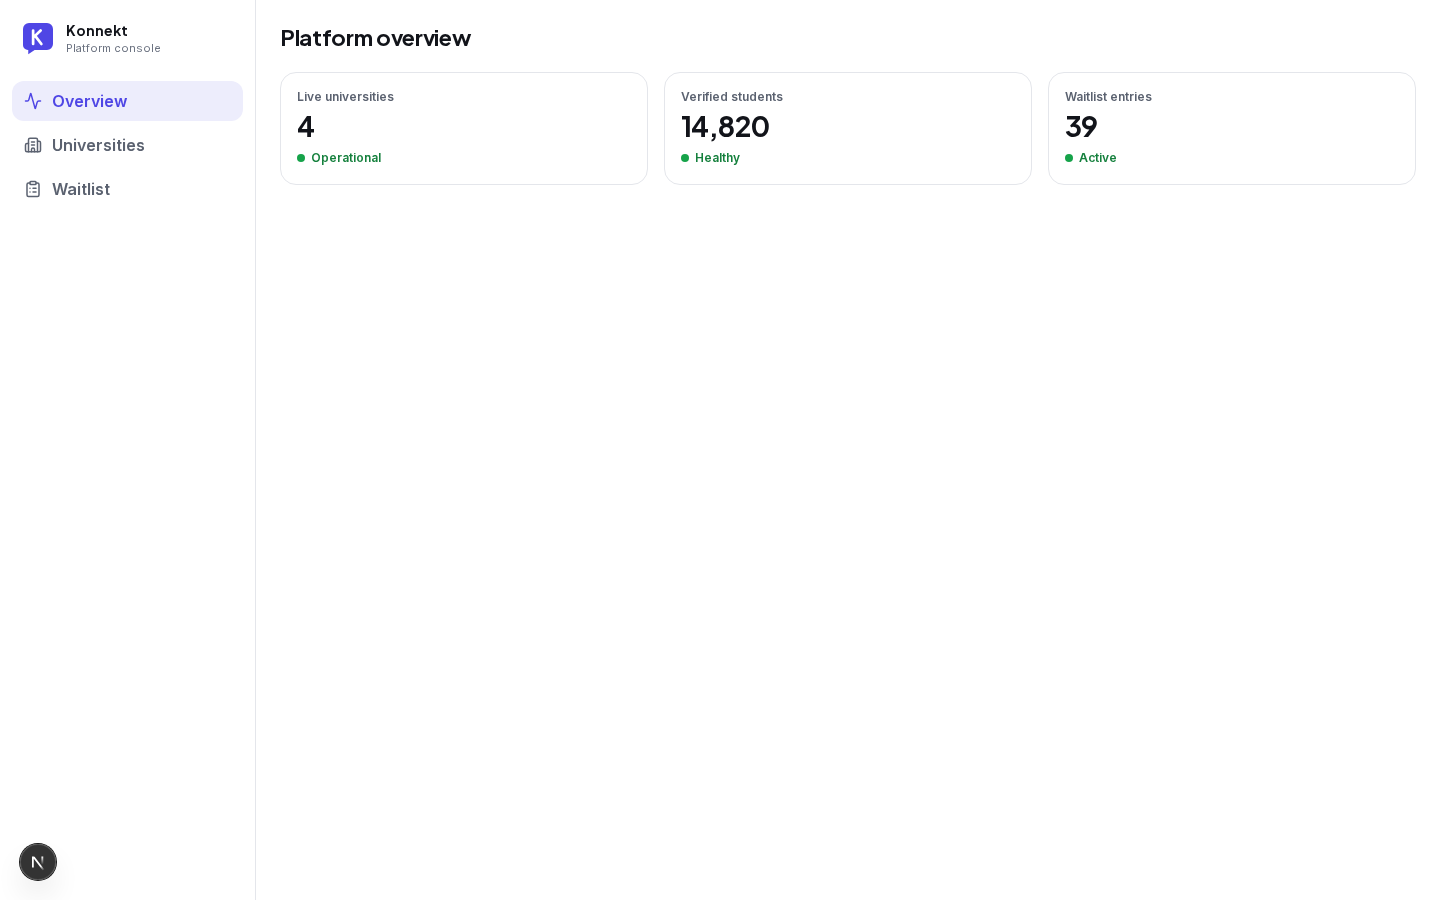 Konnekt
Platform console
Overview
Universities
Waitlist
Platform overview
Live universities
4
Operational
Verified students
14,820
Healthy
Waitlist entries
39
Active